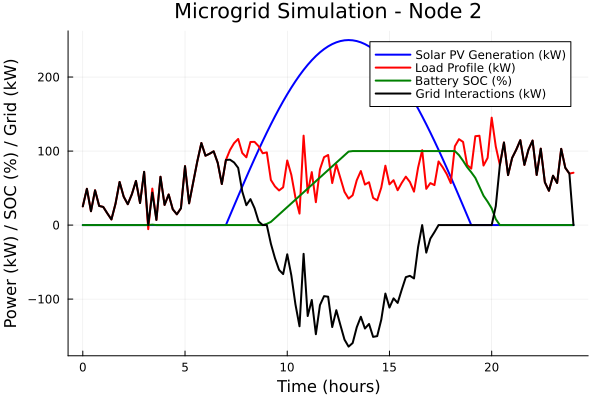 Microgrid Simulation - Node 2
Power (kW) / SOC (%) / Grid (kW)
Solar PV Generation (kW)
Load Profile (kW)
Battery SOC (%)
Grid Interactions (kW)
200
100
0
−100
0
5
10
15
20
Time (hours)